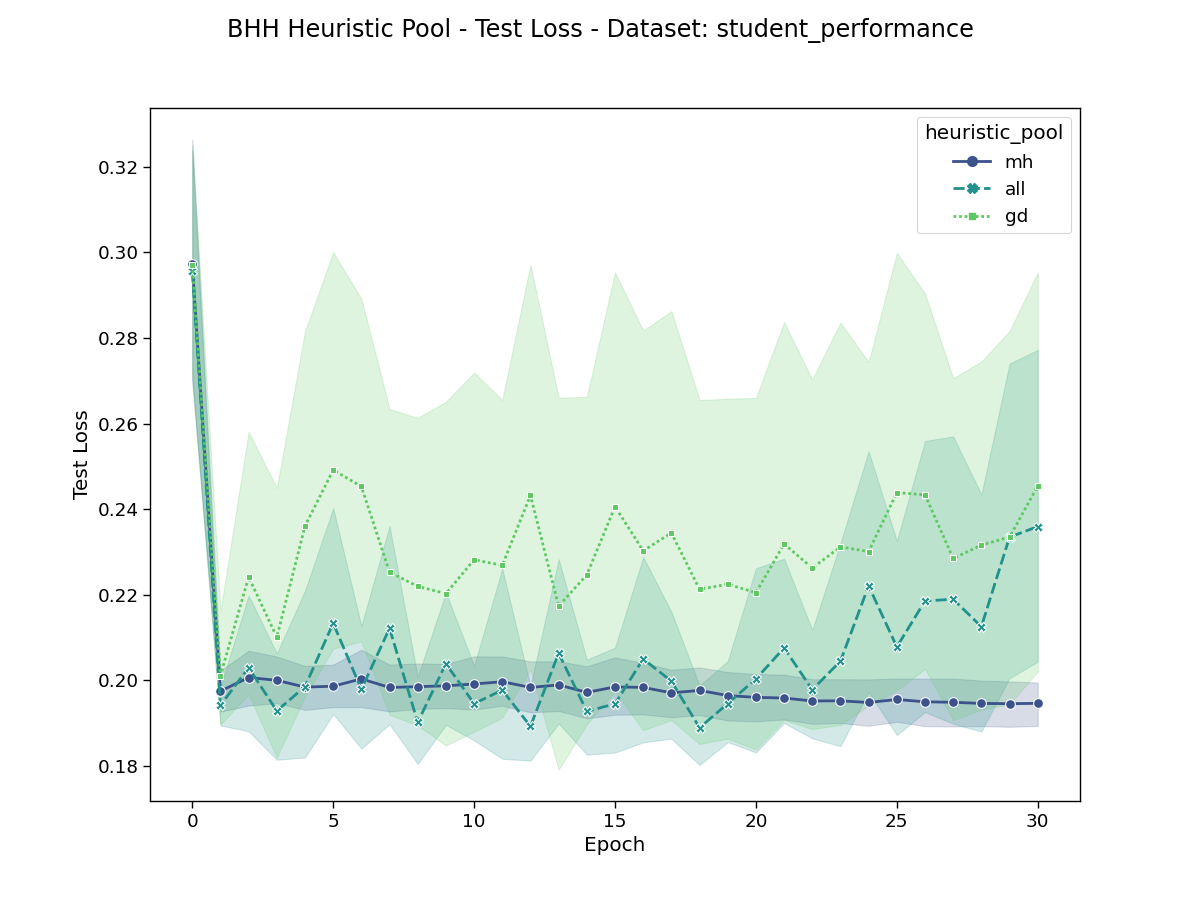 BHH Heuristic Pool - Test Loss - Dataset: student_performance
heuristic_pool
mh
all
gd
0.32
0.30
0.28
0.26
0.24
0.22
0.20
0.18
Test Loss
0 5 10 15 20 25 30
Epoch